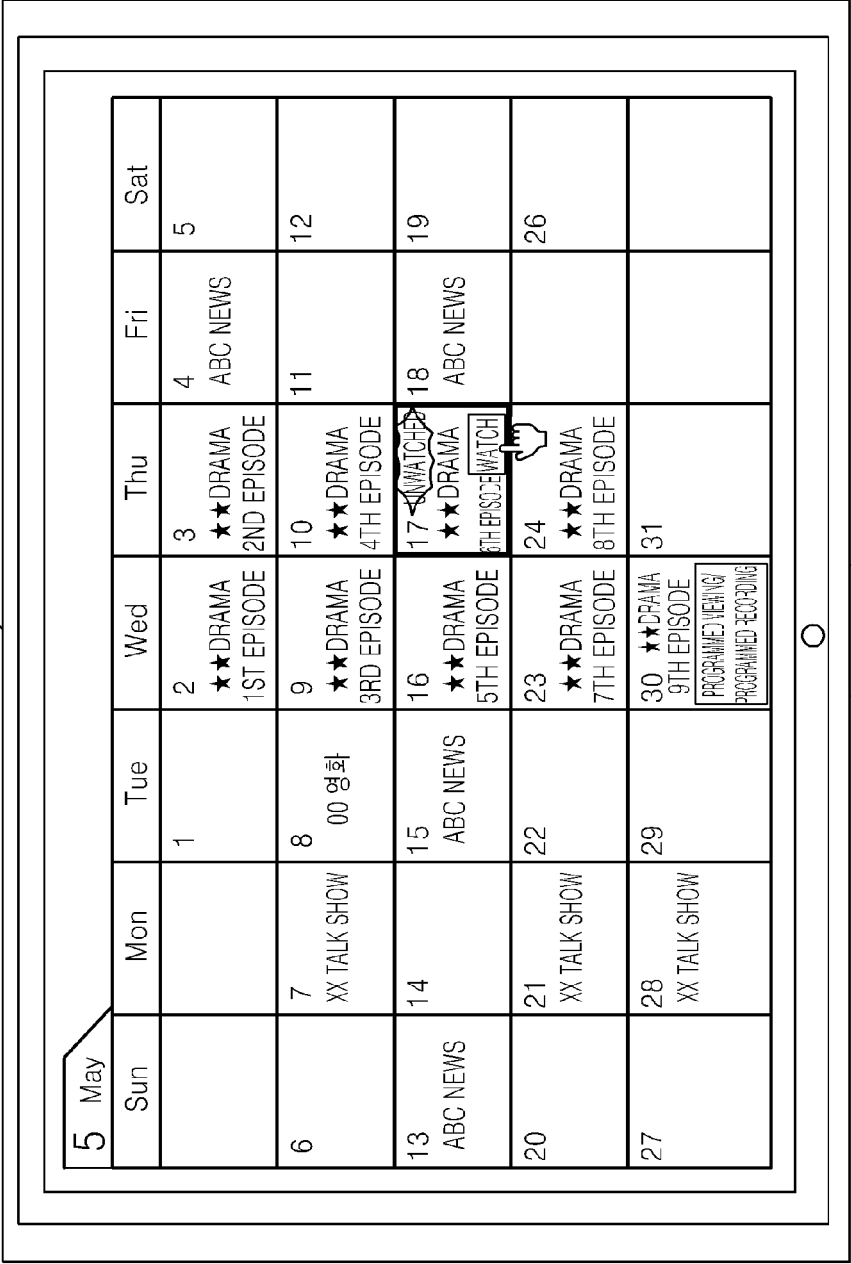 5 May
Sun Mon Tue Wed Thu Fri Sat
1
2
★★DRAMA
1ST EPISODE
3
★★DRAMA
2ND EPISODE
4
ABC NEWS
5
6
7
XX TALK SHOW
8
00 영화
9
★★DRAMA
3RD EPISODE
10
★★DRAMA
4TH EPISODE
11
12
13
ABC NEWS
14
15
ABC NEWS
16
★★DRAMA
5TH EPISODE
17 UNWATCHED
★★DRAMA
6TH EPISODE WATCH
18
ABC NEWS
19
20
21
XX TALK SHOW
22
23
★★DRAMA
7TH EPISODE
24
★★DRAMA
8TH EPISODE
26
27
28
XX TALK SHOW
29
30 ★★DRAMA
9TH EPISODE
PROGRAMMED VIEWING/
PROGRAMMED RECORDING
31